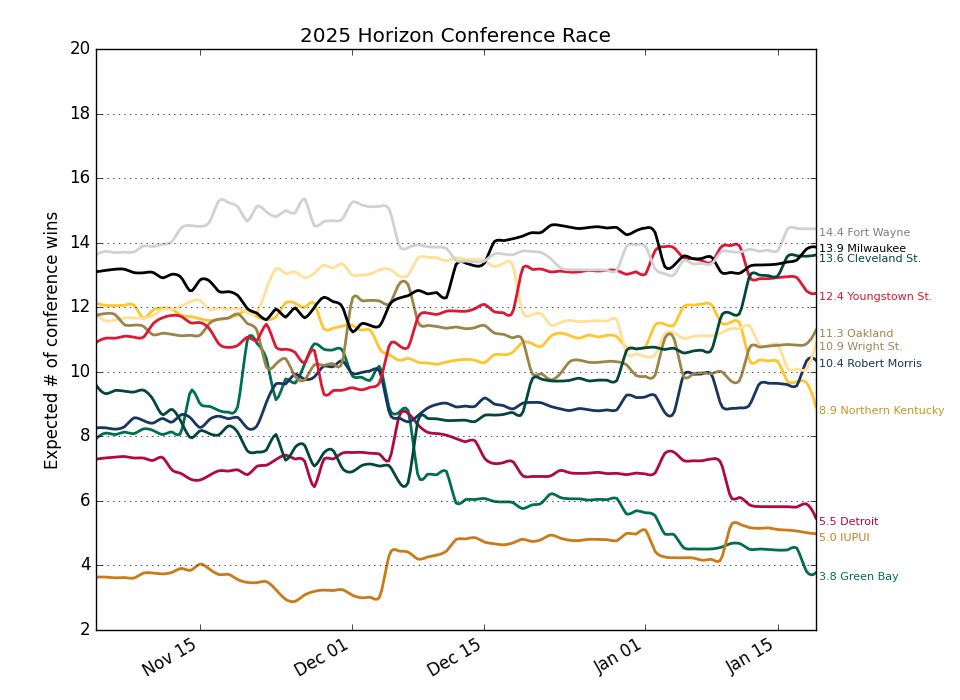 2025 Horizon Conference Race
Expected # of conference wins
20
18
16
14
12
10
8
6
4
2
Nov 15
Dec 01
Dec 15
Jan 01
Jan 15
14.4 Fort Wayne
13.9 Milwaukee
13.6 Cleveland St.
12.4 Youngstown St.
11.3 Oakland
10.9 Wright St.
10.4 Robert Morris
8.9 Northern Kentucky
5.5 Detroit
5.0 IUPUI
3.8 Green Bay